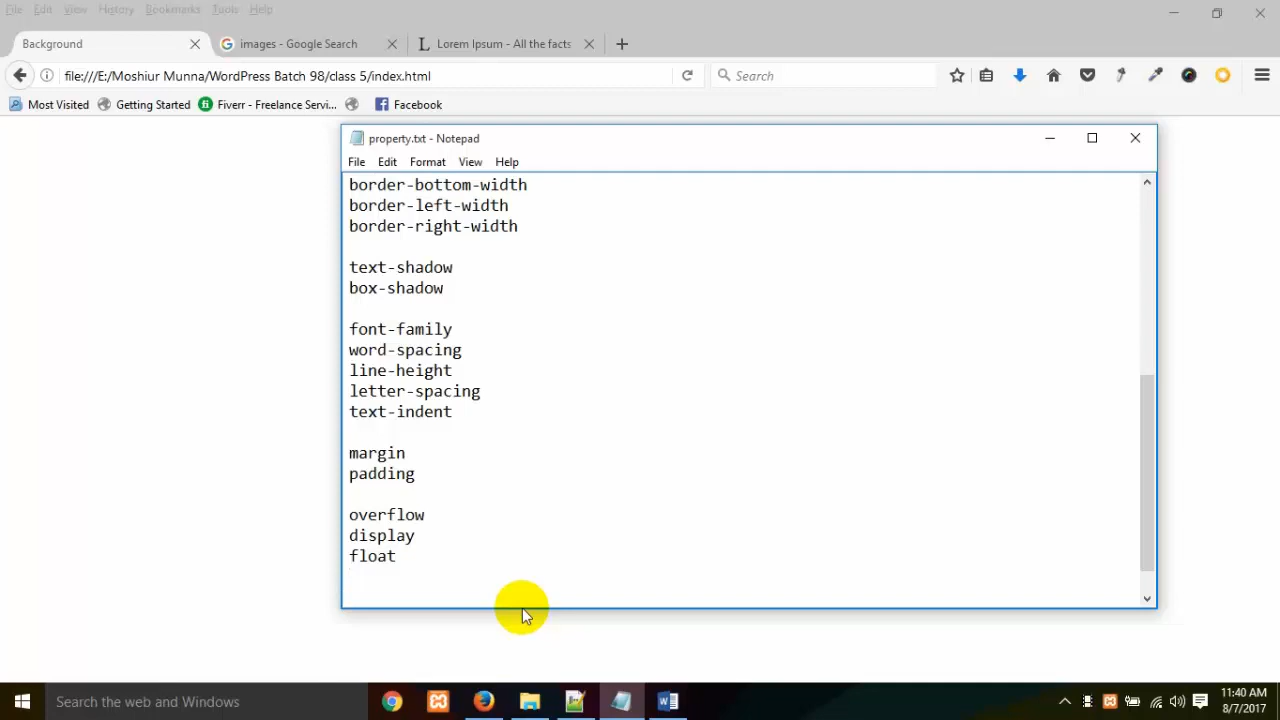 File Edit View History Bookmarks Tools Help
Background images - Google Search Lorem Ipsum - All the facts
file:///E:/Moshiur Munna/WordPress Batch 98/class 5/index.html Search
Most Visited Getting Started Fiverr - Freelance Servi... Facebook
property.txt - Notepad
File Edit Format View Help
border-bottom-width
border-left-width
border-right-width
text-shadow
box-shadow
font-family
word-spacing
line-height
letter-spacing
text-indent
margin
padding
overflow
display
float
Search the web and Windows
11:40 AM
8/7/2017